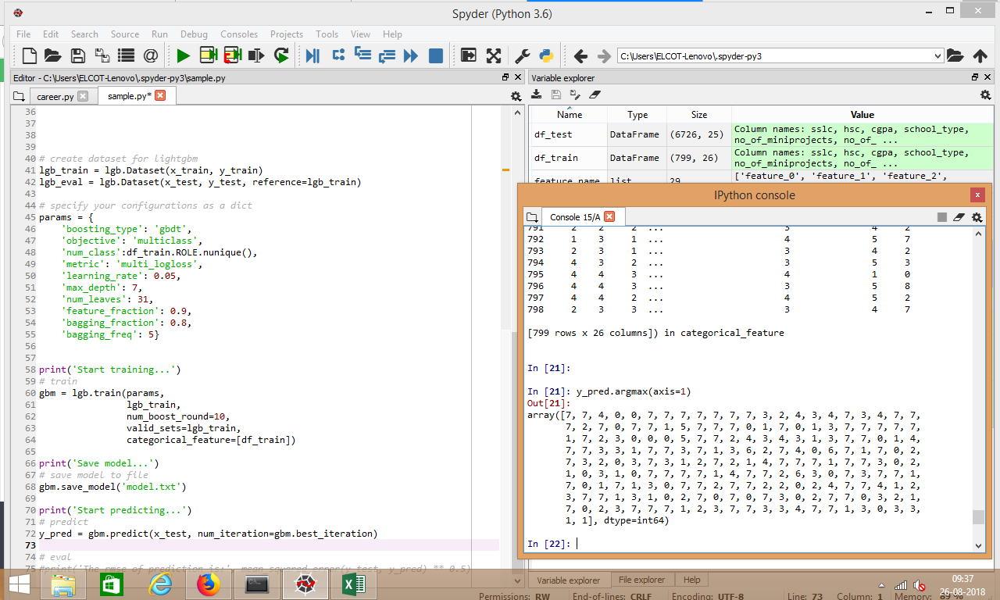 Spyder (Python 3.6)
File Edit Search Source Run Debug Consoles Projects Tools View Help
C:\Users\ELCOT-Lenovo\.spyder-py3
Editor - C:\Users\ELCOT-Lenovo\.spyder-py3\sample.py
career.py sample.py*
36
37
38
39
40 # create dataset for lightgbm
41 lgb_train = lgb.Dataset(x_train, y_train)
42 lgb_eval = lgb.Dataset(x_test, y_test, reference=lgb_train)
43
44 # specify your configurations as a dict
45 params = {
46 'boosting_type': 'gbdt',
47 'objective': 'multiclass',
48 'num_class':df_train.ROLE.nunique(),
49 'metric': 'multi_logloss',
50 'learning_rate': 0.05,
51 'max_depth': 7,
52 'num_leaves': 31,
53 'feature_fraction': 0.9,
54 'bagging_fraction': 0.8,
55 'bagging_freq': 5}
56
57
58 print('Start training...')
59 # train
60 gbm = lgb.train(params,
61 lgb_train,
62 num_boost_round=10,
63 valid_sets=lgb_train,
64 categorical_feature=[df_train])
65
66 print('Save model...')
67 # save model to file
68 gbm.save_model('model.txt')
69
70 print('Start predicting...')
71 # predict
72 y_pred = gbm.predict(x_test, num_iteration=gbm.best_iteration)
73
74 # eval
75 #print('The rmse of prediction is:', mean_squared_error(y_test, y_pred) ** 0.5)
Variable explorer
Name Type Size Value
df_test DataFrame (6726, 25) Column names: sslc, hsc, cgpa, school_type,
no_of_miniprojects, no_of_ ...
df_train DataFrame (799, 26) Column names: sslc, hsc, cgpa, school_type,
no_of_miniprojects, no_of_ ...
feature_name list 29 ['feature_0', 'feature_1', 'feature_2',
IPython console
Console 15/A
791 2 2 2 ... 3 4 2
792 1 3 1 ... 4 5 7
793 2 3 1 ... 3 4 2
794 4 3 2 ... 3 5 3
795 4 4 3 ... 4 1 0
796 4 4 3 ... 3 5 8
797 4 4 2 ... 4 5 2
798 2 3 3 ... 3 4 7
[799 rows x 26 columns]) in categorical_feature
In [21]:
In [21]: y_pred.argmax(axis=1)
Out[21]:
array([7, 7, 4, 0, 0, 7, 7, 7, 7, 7, 7, 7, 3, 2, 4, 3, 4, 7, 3, 4, 7, 7,
7, 2, 7, 0, 7, 7, 1, 5, 7, 7, 7, 0, 1, 7, 0, 1, 3, 7, 7, 7, 7, 7,
1, 7, 2, 3, 0, 0, 0, 5, 7, 7, 2, 4, 3, 4, 3, 1, 3, 7, 7, 0, 1, 4,
7, 7, 3, 3, 1, 7, 7, 3, 7, 1, 3, 6, 2, 7, 4, 0, 6, 7, 1, 7, 0, 2,
7, 3, 2, 0, 3, 7, 3, 1, 2, 7, 2, 1, 4, 7, 7, 7, 1, 7, 7, 3, 0, 2,
1, 0, 3, 1, 0, 7, 7, 7, 7, 1, 4, 7, 7, 2, 6, 3, 0, 7, 3, 7, 7, 1,
7, 0, 1, 7, 1, 3, 0, 7, 7, 2, 7, 7, 2, 2, 0, 2, 4, 7, 7, 4, 1, 2,
3, 7, 7, 1, 3, 1, 0, 2, 7, 0, 7, 0, 7, 3, 0, 2, 7, 7, 0, 3, 2, 1,
7, 0, 2, 3, 7, 7, 7, 1, 2, 3, 7, 7, 3, 3, 4, 7, 7, 1, 3, 0, 3, 3,
1, 1], dtype=int64)
In [22]:
Variable explorer File explorer Help
Permissions: RW End-of-lines: CRLF Encoding: UTF-8 Line: 73 Column: 1 Memory: 69 %
09:37
26-08-2018